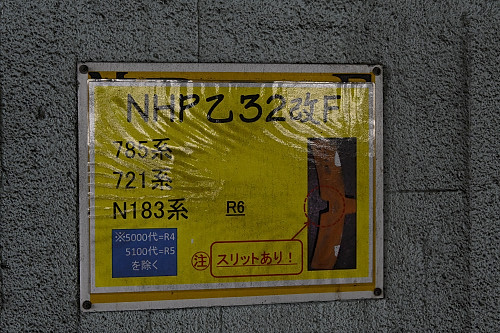 NHP乙32改F
785系
721系
N183系 R6
※5000代=R4
5100代=R5
を除く
注 スリットあり!